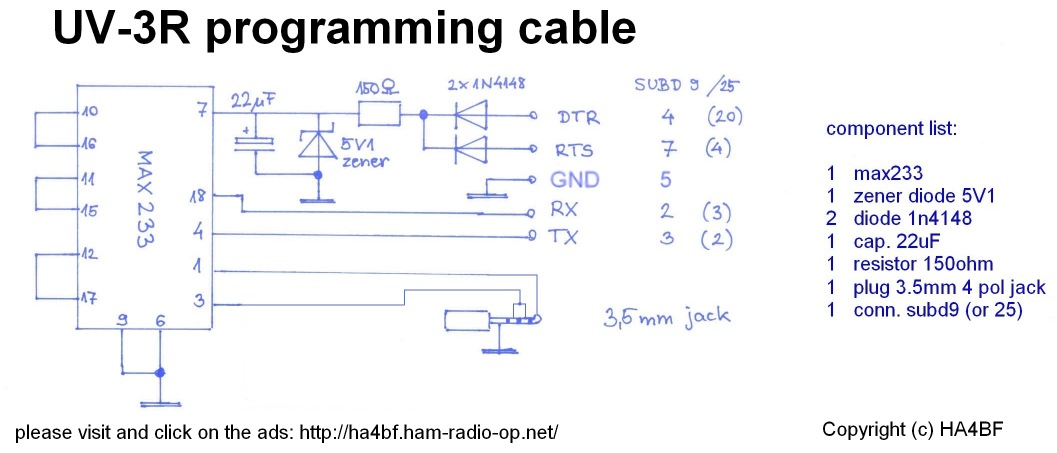 UV-3R programming cable
MAX 233
10
16
11
15
12
17
9
6
7
18
4
1
3
22µF
+
5V1
zener
150Ω
2x1N4148
SUBD 9 /25
DTR 4 (20)
RTS 7 (4)
GND 5
RX 2 (3)
TX 3 (2)
3,5mm jack
component list:
1 max233
1 zener diode 5V1
2 diode 1n4148
1 cap. 22uF
1 resistor 150ohm
1 plug 3.5mm 4 pol jack
1 conn. subd9 (or 25)
please visit and click on the ads: http://ha4bf.ham-radio-op.net/
Copyright (c) HA4BF